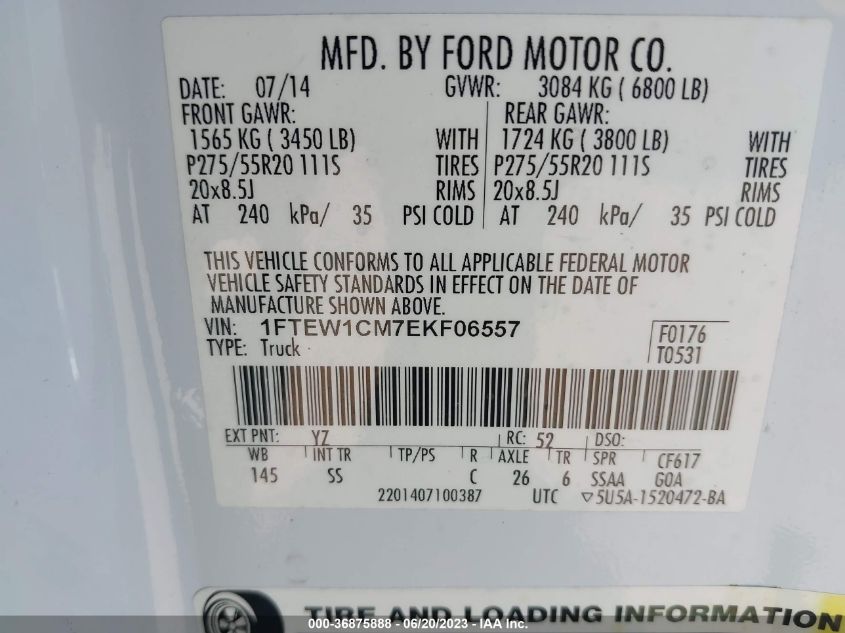 MFD. BY FORD MOTOR CO.
DATE: 07/14 GVWR: 3084 KG ( 6800 LB)
FRONT GAWR: REAR GAWR:
1565 KG ( 3450 LB) WITH 1724 KG ( 3800 LB) WITH
P275/55R20 111S TIRES P275/55R20 111S TIRES
20x8.5J RIMS 20x8.5J RIMS
AT 240 kPa/ 35 PSI COLD AT 240 kPa/ 35 PSI COLD
THIS VEHICLE CONFORMS TO ALL APPLICABLE FEDERAL MOTOR
VEHICLE SAFETY STANDARDS IN EFFECT ON THE DATE OF
MANUFACTURE SHOWN ABOVE.
VIN: 1FTEW1CM7EKF06557 F0176
TYPE: Truck T0531
EXT PNT: YZ RC: 52 DSO:
WB INT TR TP/PS R AXLE TR SPR CF617
145 SS C 26 6 SSAA GOA
2201407100387 UTC ▽5U5A-1520472-BA
TIRE AND LOADING INFORMATION
000-36875888 - 06/20/2023 - IAA Inc.